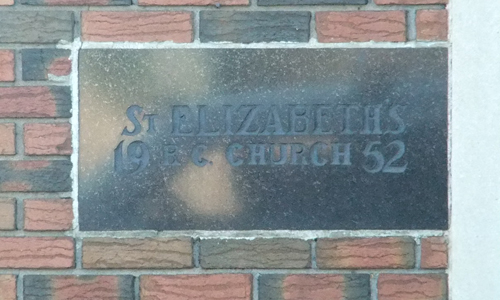 St ELIZABETH'S
19 R. C. CHURCH 52